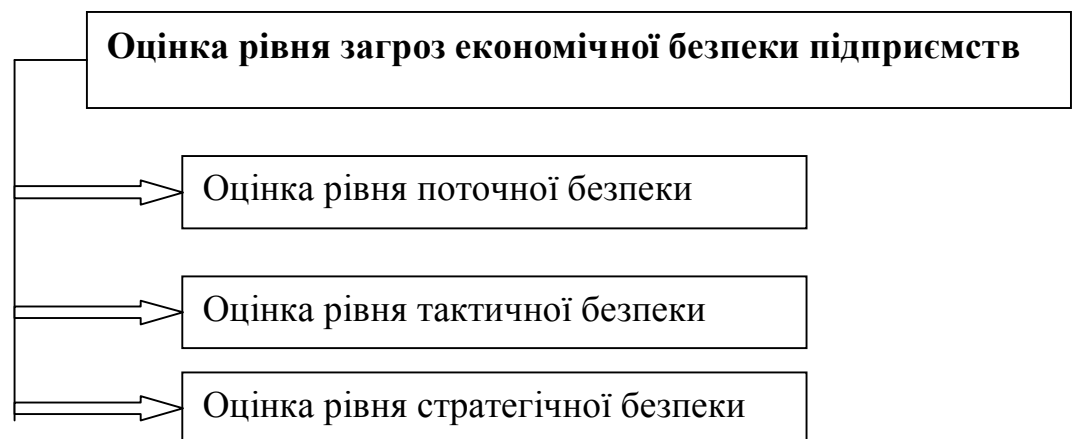 Оцінка рівня загроз економічної безпеки підприємств
Оцінка рівня поточної безпеки
Оцінка рівня тактичної безпеки
Оцінка рівня стратегічної безпеки